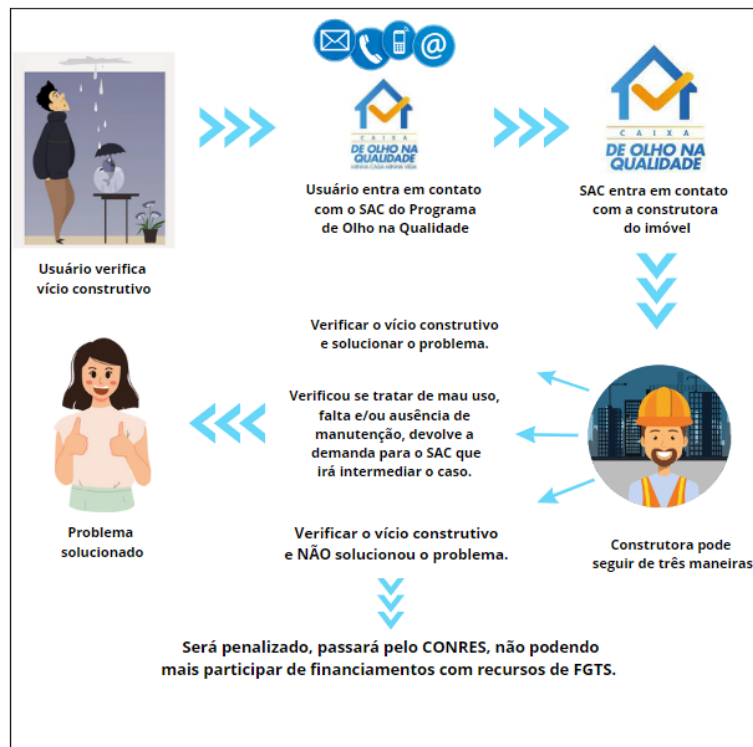 @
CAIXA
DE OLHO NA
QUALIDADE
MINHA CASA MINHA VIDA
CAIXA
DE OLHO NA
QUALIDADE
Usuário entra em contato
com o SAC do Programa
de Olho na Qualidade
SAC entra em contato
com a construtora
do imóvel
Usuário verifica
vício construtivo
Verificar o vício construtivo
e solucionar o problema.
Verificou se tratar de mau uso,
falta e/ou ausência de
manutenção, devolve a
demanda para o SAC que
irá intermediar o caso.
Problema
solucionado
Verificar o vício construtivo
e NÃO solucionou o problema.
Construtora pode
seguir de três maneiras
Será penalizado, passará pelo CONRES, não podendo
mais participar de financiamentos com recursos de FGTS.